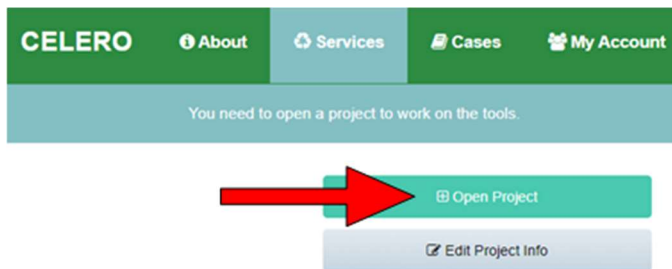 CELERO About Services Cases My Account
You need to open a project to work on the tools.
Open Project
Edit Project Info